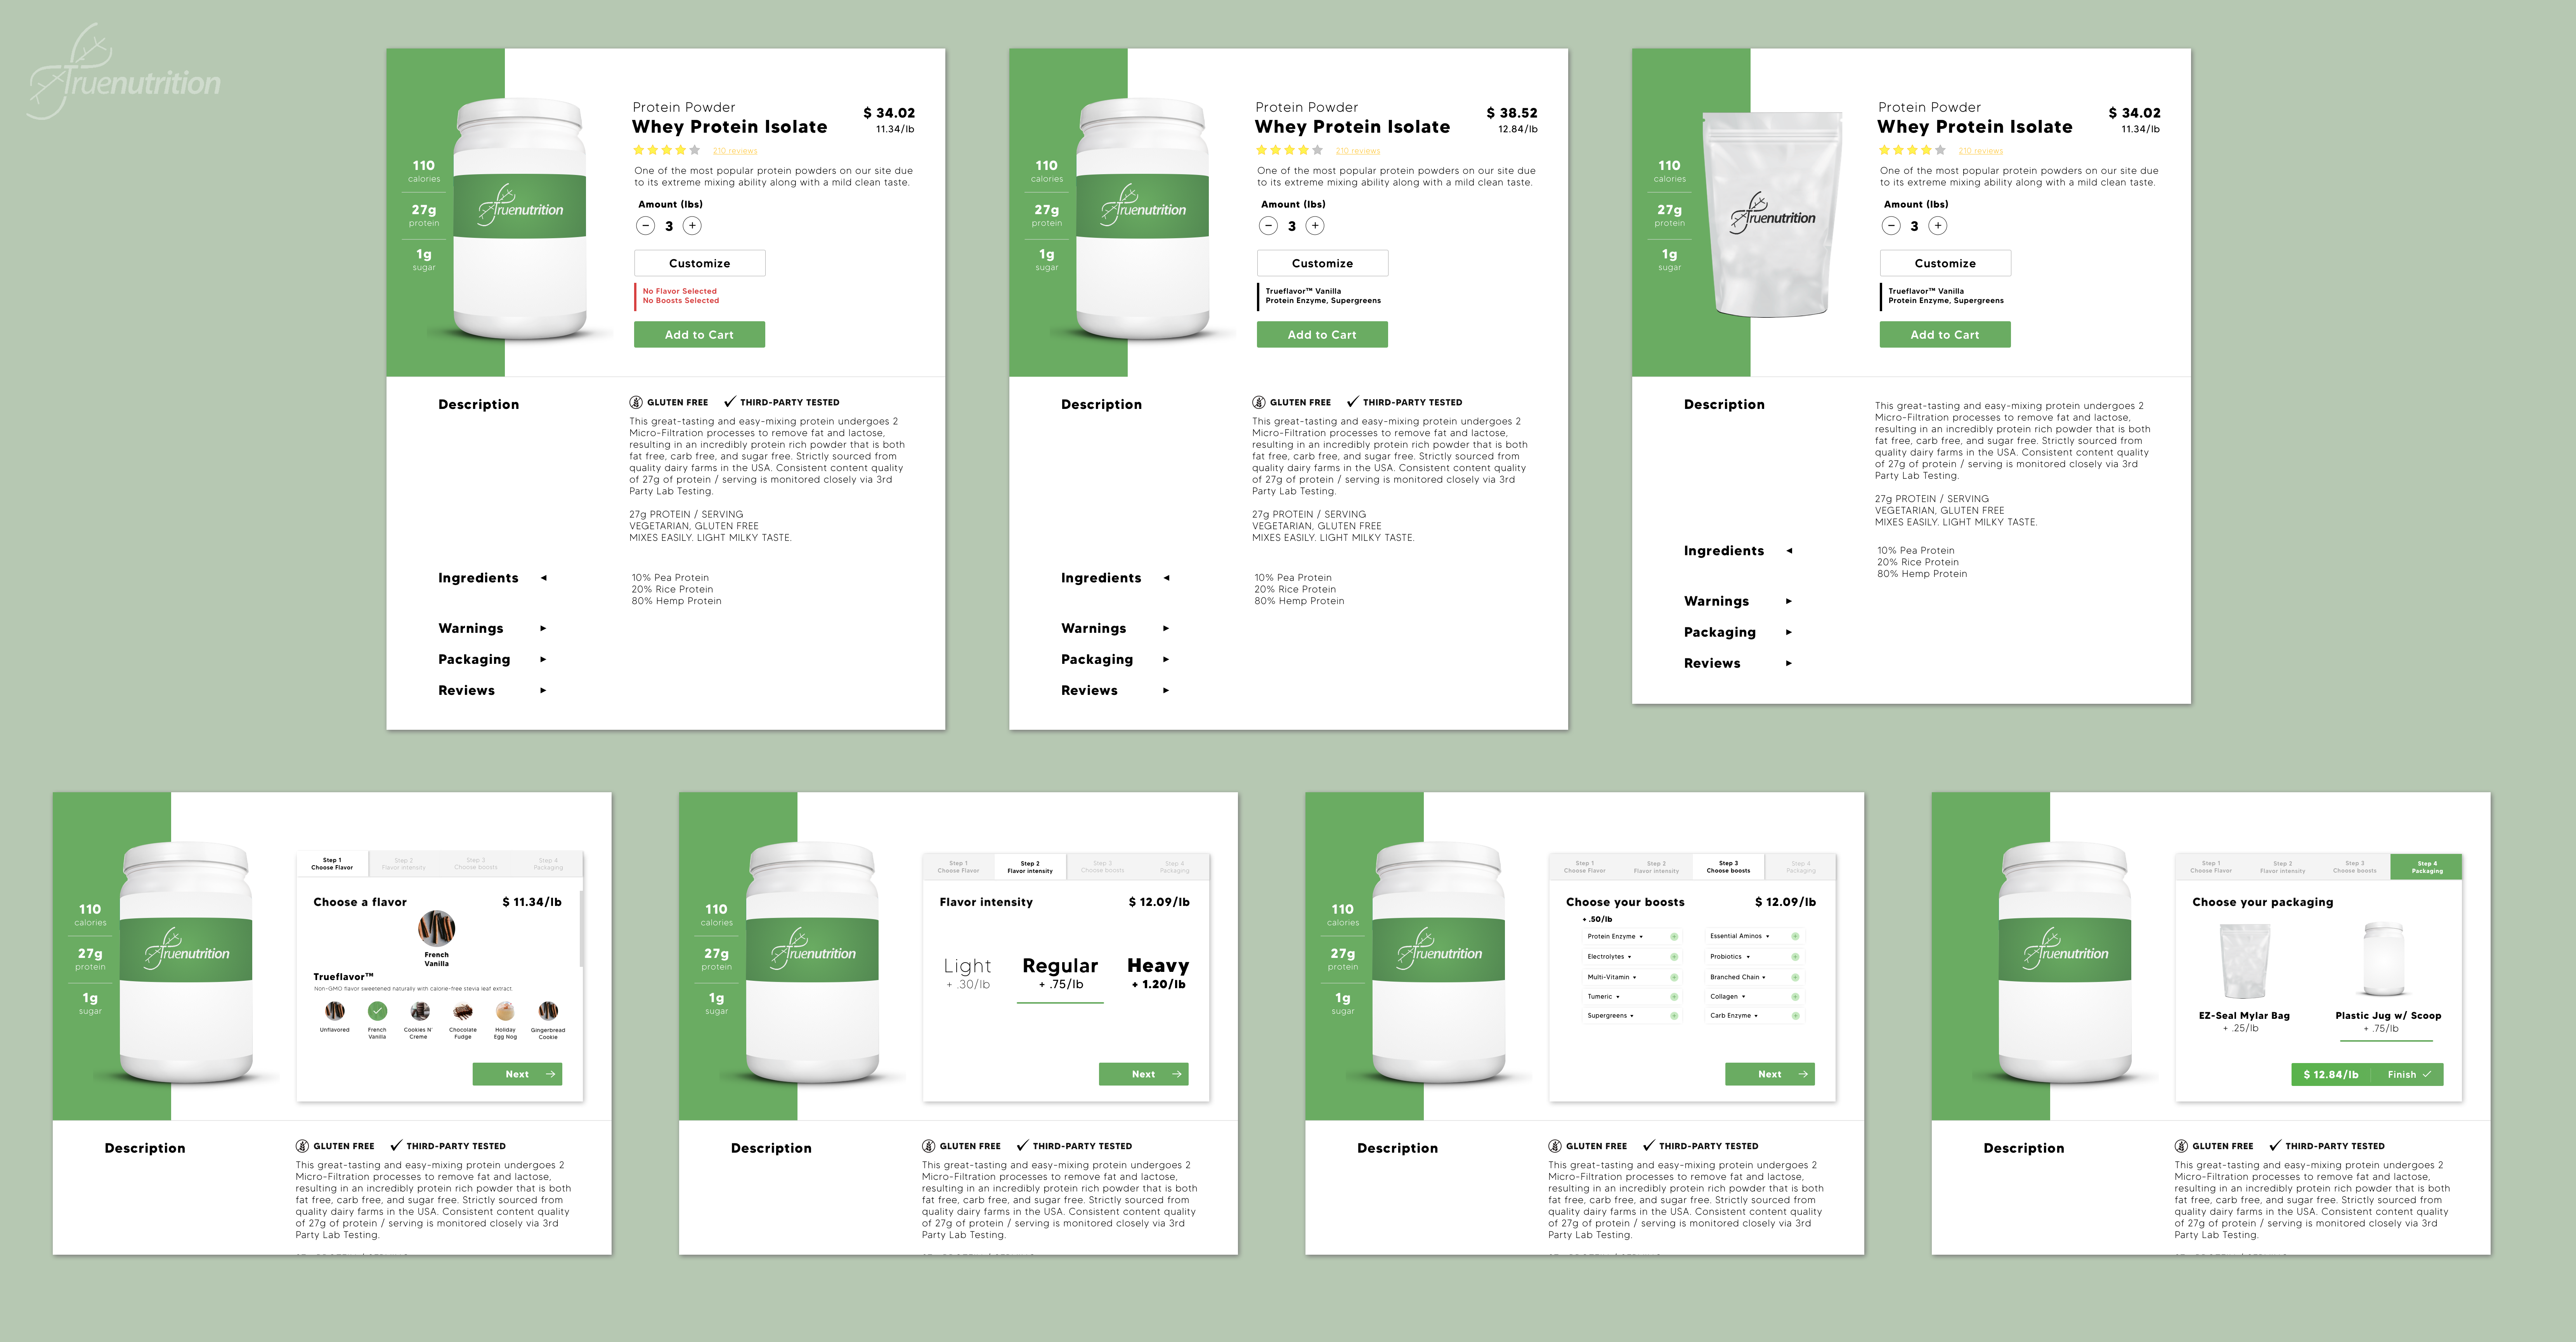 Truenutrition
Protein Powder
Whey Protein Isolate
$ 34.02
11.34/lb
210 reviews
One of the most popular protein powders on our site due
to its extreme mixing ability along with a mild clean taste.
Amount (lbs)
− 3 +
Customize
No Flavor Selected
No Boosts Selected
Add to Cart
110
calories
27g
protein
1g
sugar
Truenutrition
Description
GLUTEN FREE
THIRD-PARTY TESTED
This great-tasting and easy-mixing protein undergoes 2
Micro-Filtration processes to remove fat and lactose,
resulting in an incredibly protein rich powder that is both
fat free, carb free, and sugar free. Strictly sourced from
quality dairy farms in the USA. Consistent content quality
of 27g of protein / serving is monitored closely via 3rd
Party Lab Testing.
27g PROTEIN / SERVING
VEGETARIAN, GLUTEN FREE
MIXES EASILY. LIGHT MILKY TASTE.
Ingredients
10% Pea Protein
20% Rice Protein
80% Hemp Protein
Warnings
Packaging
Reviews
Protein Powder
Whey Protein Isolate
$ 38.52
12.84/lb
210 reviews
One of the most popular protein powders on our site due
to its extreme mixing ability along with a mild clean taste.
Amount (lbs)
− 3 +
Customize
Trueflavor™ Vanilla
Protein Enzyme, Supergreens
Add to Cart
110
calories
27g
protein
1g
sugar
Truenutrition
Description
GLUTEN FREE
THIRD-PARTY TESTED
This great-tasting and easy-mixing protein undergoes 2
Micro-Filtration processes to remove fat and lactose,
resulting in an incredibly protein rich powder that is both
fat free, carb free, and sugar free. Strictly sourced from
quality dairy farms in the USA. Consistent content quality
of 27g of protein / serving is monitored closely via 3rd
Party Lab Testing.
27g PROTEIN / SERVING
VEGETARIAN, GLUTEN FREE
MIXES EASILY. LIGHT MILKY TASTE.
Ingredients
10% Pea Protein
20% Rice Protein
80% Hemp Protein
Warnings
Packaging
Reviews
Protein Powder
Whey Protein Isolate
$ 34.02
11.34/lb
210 reviews
One of the most popular protein powders on our site due
to its extreme mixing ability along with a mild clean taste.
Amount (lbs)
− 3 +
Customize
Trueflavor™ Vanilla
Protein Enzyme, Supergreens
Add to Cart
110
calories
27g
protein
1g
sugar
Truenutrition
Description
This great-tasting and easy-mixing protein undergoes 2
Micro-Filtration processes to remove fat and lactose,
resulting in an incredibly protein rich powder that is both
fat free, carb free, and sugar free. Strictly sourced from
quality dairy farms in the USA. Consistent content quality
of 27g of protein / serving is monitored closely via 3rd
Party Lab Testing.
27g PROTEIN / SERVING
VEGETARIAN, GLUTEN FREE
MIXES EASILY. LIGHT MILKY TASTE.
Ingredients
10% Pea Protein
20% Rice Protein
80% Hemp Protein
Warnings
Packaging
Reviews
110
calories
27g
protein
1g
sugar
Truenutrition
Step 1
Choose Flavor
Step 2
Flavor intensity
Step 3
Choose boosts
Step 4
Packaging
Choose a flavor
$ 11.34/lb
French
Vanilla
Trueflavor™
Non-GMO flavor sweetened naturally with calorie-free stevia leaf extract.
Unflavored
French
Vanilla
Cookies N'
Creme
Chocolate
Fudge
Holiday
Egg Nog
Gingerbread
Cookie
Next
Description
GLUTEN FREE
THIRD-PARTY TESTED
This great-tasting and easy-mixing protein undergoes 2
Micro-Filtration processes to remove fat and lactose,
resulting in an incredibly protein rich powder that is both
fat free, carb free, and sugar free. Strictly sourced from
quality dairy farms in the USA. Consistent content quality
of 27g of protein / serving is monitored closely via 3rd
Party Lab Testing.
110
calories
27g
protein
1g
sugar
Truenutrition
Step 1
Choose Flavor
Step 2
Flavor intensity
Step 3
Choose boosts
Step 4
Packaging
Flavor intensity
$ 12.09/lb
Light
+ .30/lb
Regular
+ .75/lb
Heavy
+ 1.20/lb
Next
Description
GLUTEN FREE
THIRD-PARTY TESTED
This great-tasting and easy-mixing protein undergoes 2
Micro-Filtration processes to remove fat and lactose,
resulting in an incredibly protein rich powder that is both
fat free, carb free, and sugar free. Strictly sourced from
quality dairy farms in the USA. Consistent content quality
of 27g of protein / serving is monitored closely via 3rd
Party Lab Testing.
110
calories
27g
protein
1g
sugar
Truenutrition
Step 1
Choose Flavor
Step 2
Flavor intensity
Step 3
Choose boosts
Step 4
Packaging
Choose your boosts
$ 12.09/lb
+ .50/lb
Protein Enzyme
Essential Aminos
Electrolytes
Probiotics
Multi-Vitamin
Branched Chain
Tumeric
Collagen
Supergreens
Carb Enzyme
Next
Description
GLUTEN FREE
THIRD-PARTY TESTED
This great-tasting and easy-mixing protein undergoes 2
Micro-Filtration processes to remove fat and lactose,
resulting in an incredibly protein rich powder that is both
fat free, carb free, and sugar free. Strictly sourced from
quality dairy farms in the USA. Consistent content quality
of 27g of protein / serving is monitored closely via 3rd
Party Lab Testing.
Truenutrition
Step 1
Choose Flavor
Step 2
Flavor intensity
Step 3
Choose boosts
Step 4
Packaging
Choose your packaging
EZ-Seal Mylar Bag
+ .25/lb
Plastic Jug w/ Scoop
+ .75/lb
$ 12.84/lb
Finish
Description
GLUTEN FREE
THIRD-PARTY TESTED
This great-tasting and easy-mixing protein undergoes 2
Micro-Filtration processes to remove fat and lactose,
resulting in an incredibly protein rich powder that is both
fat free, carb free, and sugar free. Strictly sourced from
quality dairy farms in the USA. Consistent content quality
of 27g of protein / serving is monitored closely via 3rd
Party Lab Testing.